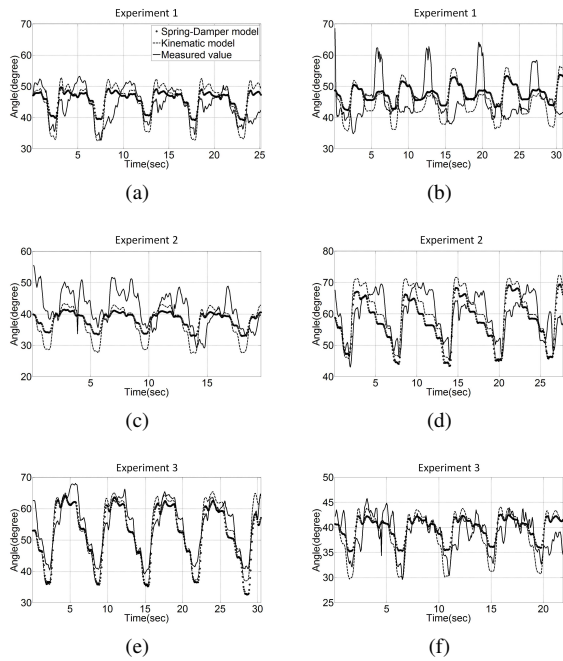 Experiment 1
Spring-Damper model
Kinematic model
Measured value
Angle(degree)
80
70
60
50
40
30
5
10
15
20
25
Time(sec)
(a)
Experiment 1
Angle(degree)
70
60
50
40
30
5
10
15
20
25
30
Time(sec)
(b)
Experiment 2
Angle(degree)
60
50
40
30
20
5
10
15
Time(sec)
(c)
Experiment 2
Angle(degree)
80
70
60
50
40
5
10
15
20
25
Time(sec)
(d)
Experiment 3
Angle(degree)
70
60
50
40
30
5
10
15
20
25
30
Time(sec)
(e)
Experiment 3
Angle(degree)
50
45
40
35
30
25
5
10
15
20
Time(sec)
(f)